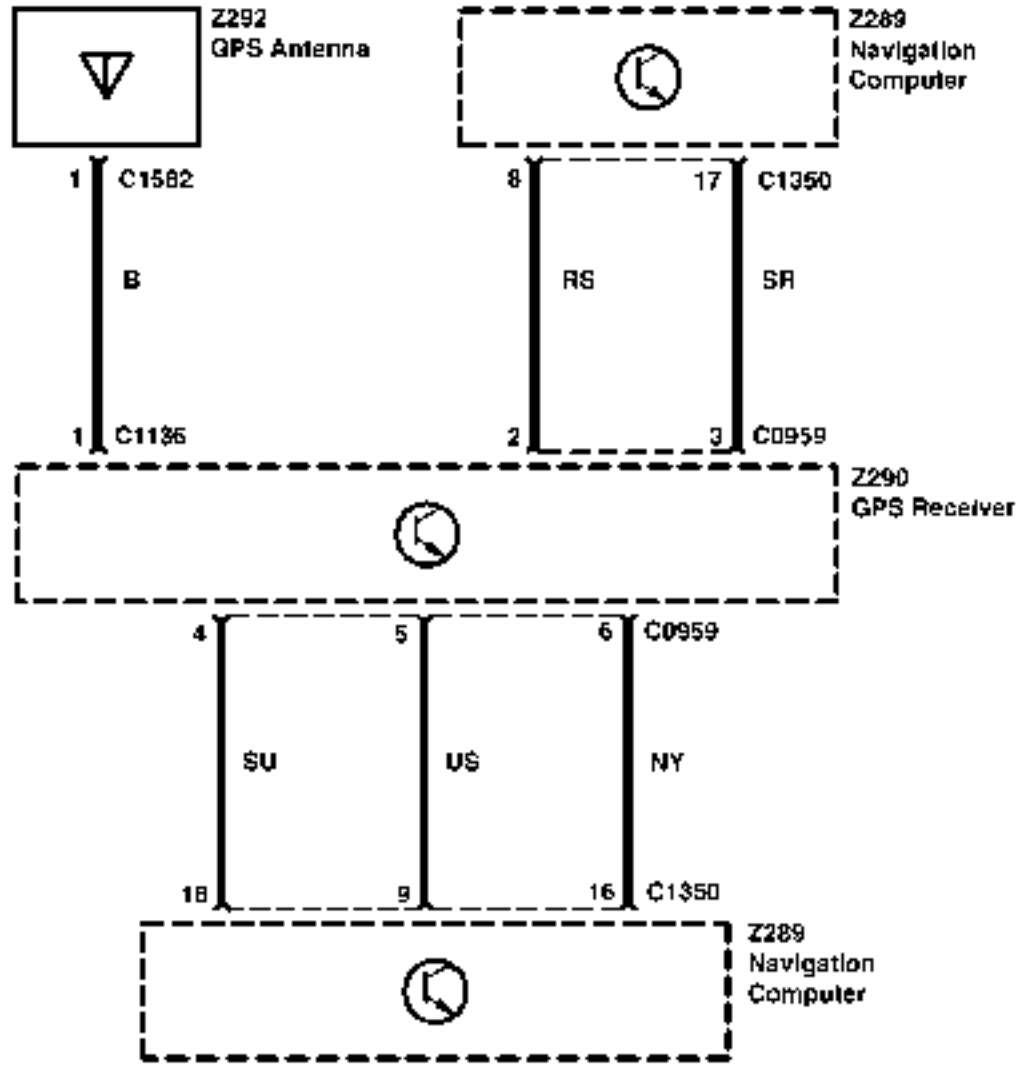 Z292
GPS Antenna
Z289
Navigation
Computer
1 C1582
8
17 C1350
B
RS
SR
1 C1136
2
3 C0959
Z290
GPS Receiver
4
5
6 C0959
SU
US
NY
18
9
16 C1350
Z289
Navigation
Computer